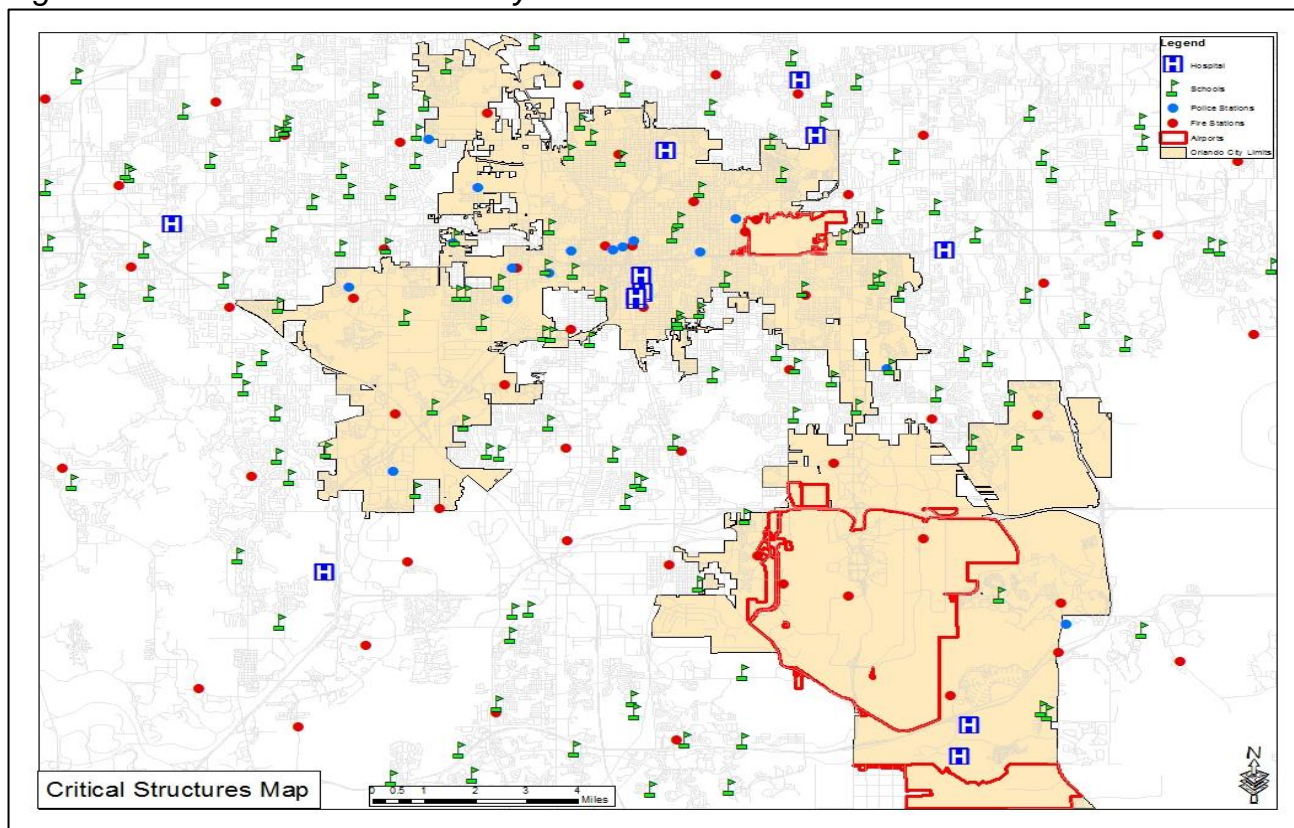 Legend
H Hospital
Schools
Police Stations
Fire Stations
Airports
Orlando City Limits
H
H
H
H
H
H
H
H
H
H
N
Critical Structures Map
0 0.5 1 2 3 4
Miles